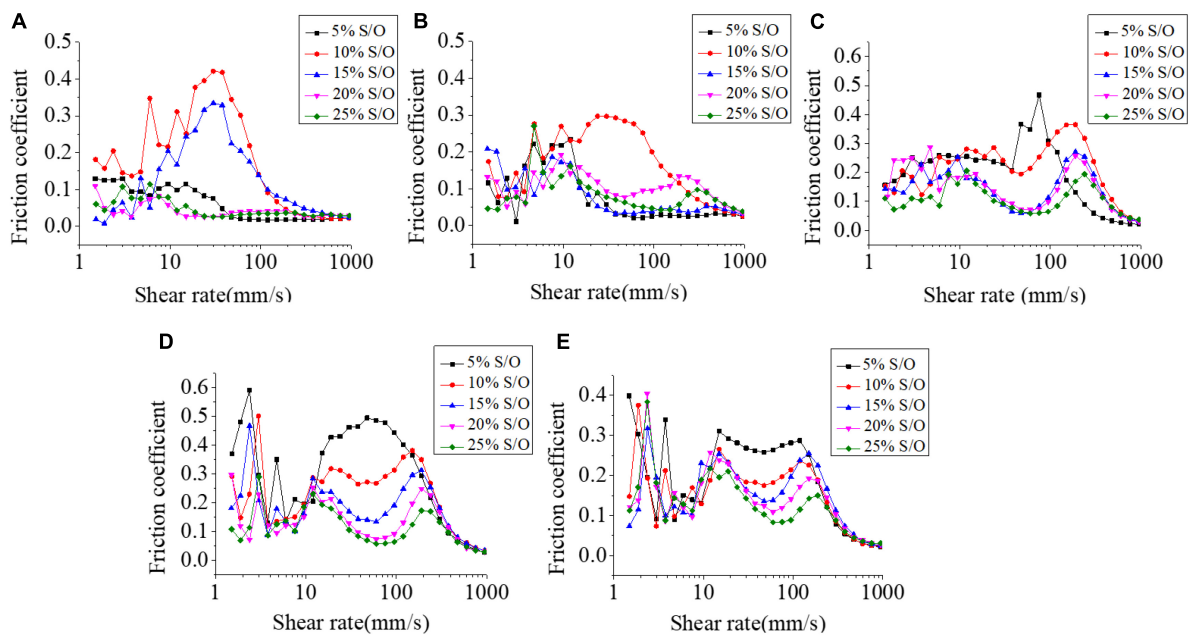 A
Friction coefficient
0.5
0.4
0.3
0.2
0.1
0.0
1 10 100 1000
Shear rate(mm/s)
5% S/O
10% S/O
15% S/O
20% S/O
25% S/O
B
Friction coefficient
0.5
0.4
0.3
0.2
0.1
0.0
1 10 100 1000
Shear rate(mm/s)
5% S/O
10% S/O
15% S/O
20% S/O
25% S/O
C
Friction coefficient
0.6
0.5
0.4
0.3
0.2
0.1
0.0
1 10 100 1000
Shear rate (mm/s)
5% S/O
10% S/O
15% S/O
20% S/O
25% S/O
D
Friction coefficient
0.6
0.5
0.4
0.3
0.2
0.1
0.0
1 10 100 1000
Shear rate(mm/s)
5% S/O
10% S/O
15% S/O
20% S/O
25% S/O
E
Friction coefficient
0.4
0.3
0.2
0.1
0.0
1 10 100 1000
Shear rate(mm/s)
5% S/O
10% S/O
15% S/O
20% S/O
25% S/O